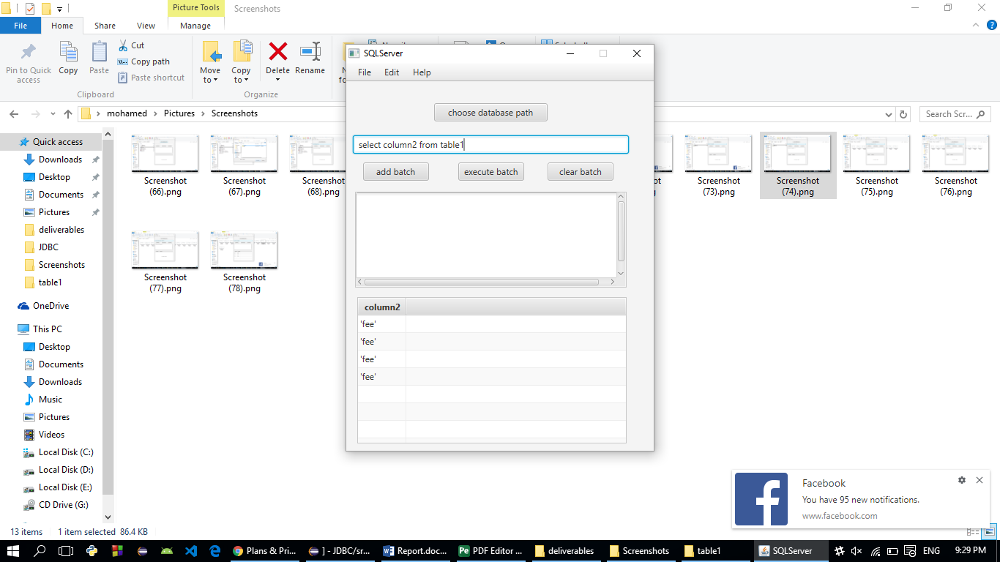 Picture Tools
Screenshots
File
Home
Share
View
Manage
Pin to Quick
access
Copy
Paste
Cut
Copy path
Paste shortcut
Move
to
Copy
to
Delete
Rename
Clipboard
Organize
mohamed
Pictures
Screenshots
Search Scr...
Quick access
Downloads
Desktop
Documents
Pictures
deliverables
JDBC
Screenshots
table1
OneDrive
This PC
Desktop
Documents
Downloads
Music
Pictures
Videos
Local Disk (C:)
Local Disk (D:)
Local Disk (E:)
CD Drive (G:)
Screenshot
(66).png
Screenshot
(67).png
Screenshot
(68).png
Screenshot
(73).png
Screenshot
(74).png
Screenshot
(75).png
Screenshot
(76).png
Screenshot
(77).png
Screenshot
(78).png
SQLServer
File
Edit
Help
choose database path
select column2 from table1
add batch
execute batch
clear batch
column2
'fee'
'fee'
'fee'
'fee'
Facebook
You have 95 new notifications.
www.facebook.com
13 items
1 item selected
86.4 KB
Plans & Pri...
] - JDBC/sr...
Report.doc...
PDF Editor ...
deliverables
Screenshots
table1
SQLServer
ENG
9:29 PM